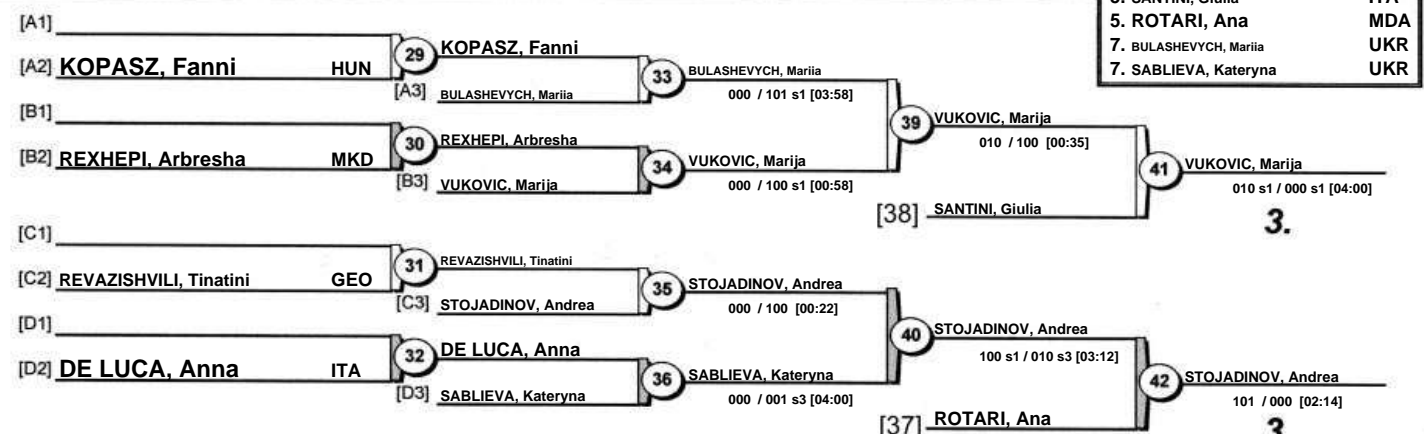 5. ROTARI, Ana MDA
7. BULASHEVYCH, Mariia UKR
7. SABLIEVA, Kateryna UKR
[A1]
[A2] KOPASZ, Fanni HUN
29
KOPASZ, Fanni
[A3] BULASHEVYCH, Mariia
33
BULASHEVYCH, Mariia
000 / 101 s1 [03:58]
[B1]
[B2] REXHEPI, Arbresha MKD
30
REXHEPI, Arbresha
[B3] VUKOVIC, Marija
34
VUKOVIC, Marija
000 / 100 s1 [00:58]
39
VUKOVIC, Marija
010 / 100 [00:35]
[38] SANTINI, Giulia
41
VUKOVIC, Marija
010 s1 / 000 s1 [04:00]
3.
[C1]
[C2] REVAZISHVILI, Tinatini GEO
31
REVAZISHVILI, Tinatini
[C3] STOJADINOV, Andrea
35
STOJADINOV, Andrea
000 / 100 [00:22]
[D1]
[D2] DE LUCA, Anna ITA
32
DE LUCA, Anna
[D3] SABLIEVA, Kateryna
36
SABLIEVA, Kateryna
000 / 001 s3 [04:00]
40
STOJADINOV, Andrea
100 s1 / 010 s3 [03:12]
[37] ROTARI, Ana
42
STOJADINOV, Andrea
101 / 000 [02:14]
3